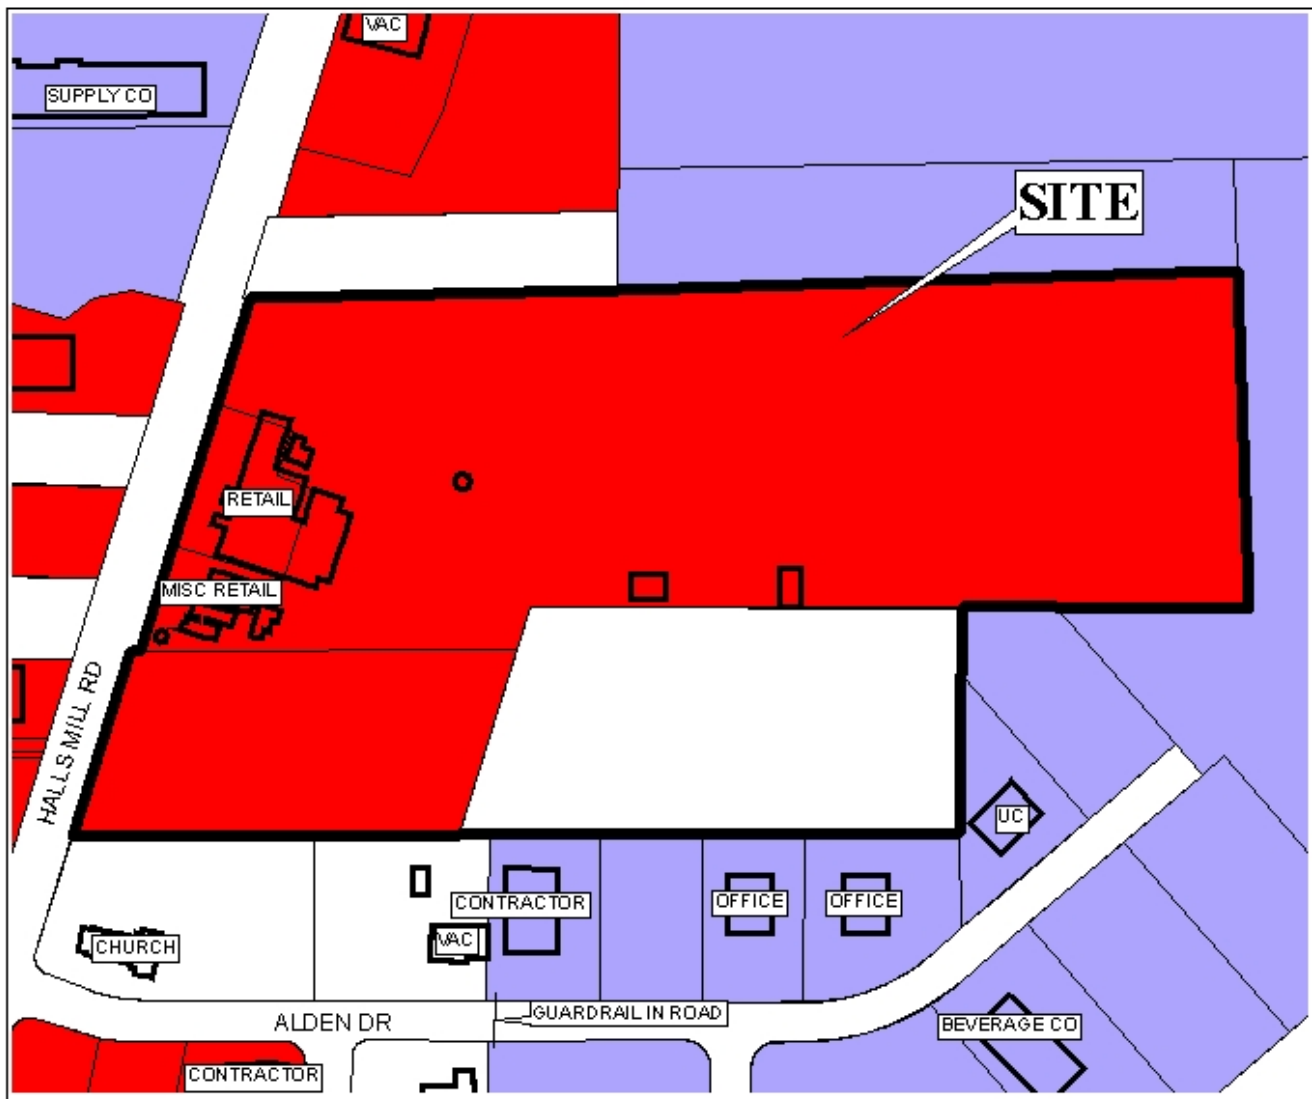 VAC
SUPPLY CO
SITE
RETAIL
MISC RETAIL
HALLS MILL RD
UC
CONTRACTOR
OFFICE
OFFICE
VAC
CHURCH
GUARDRAIL IN ROAD
ALDEN DR
BEVERAGE CO
CONTRACTOR